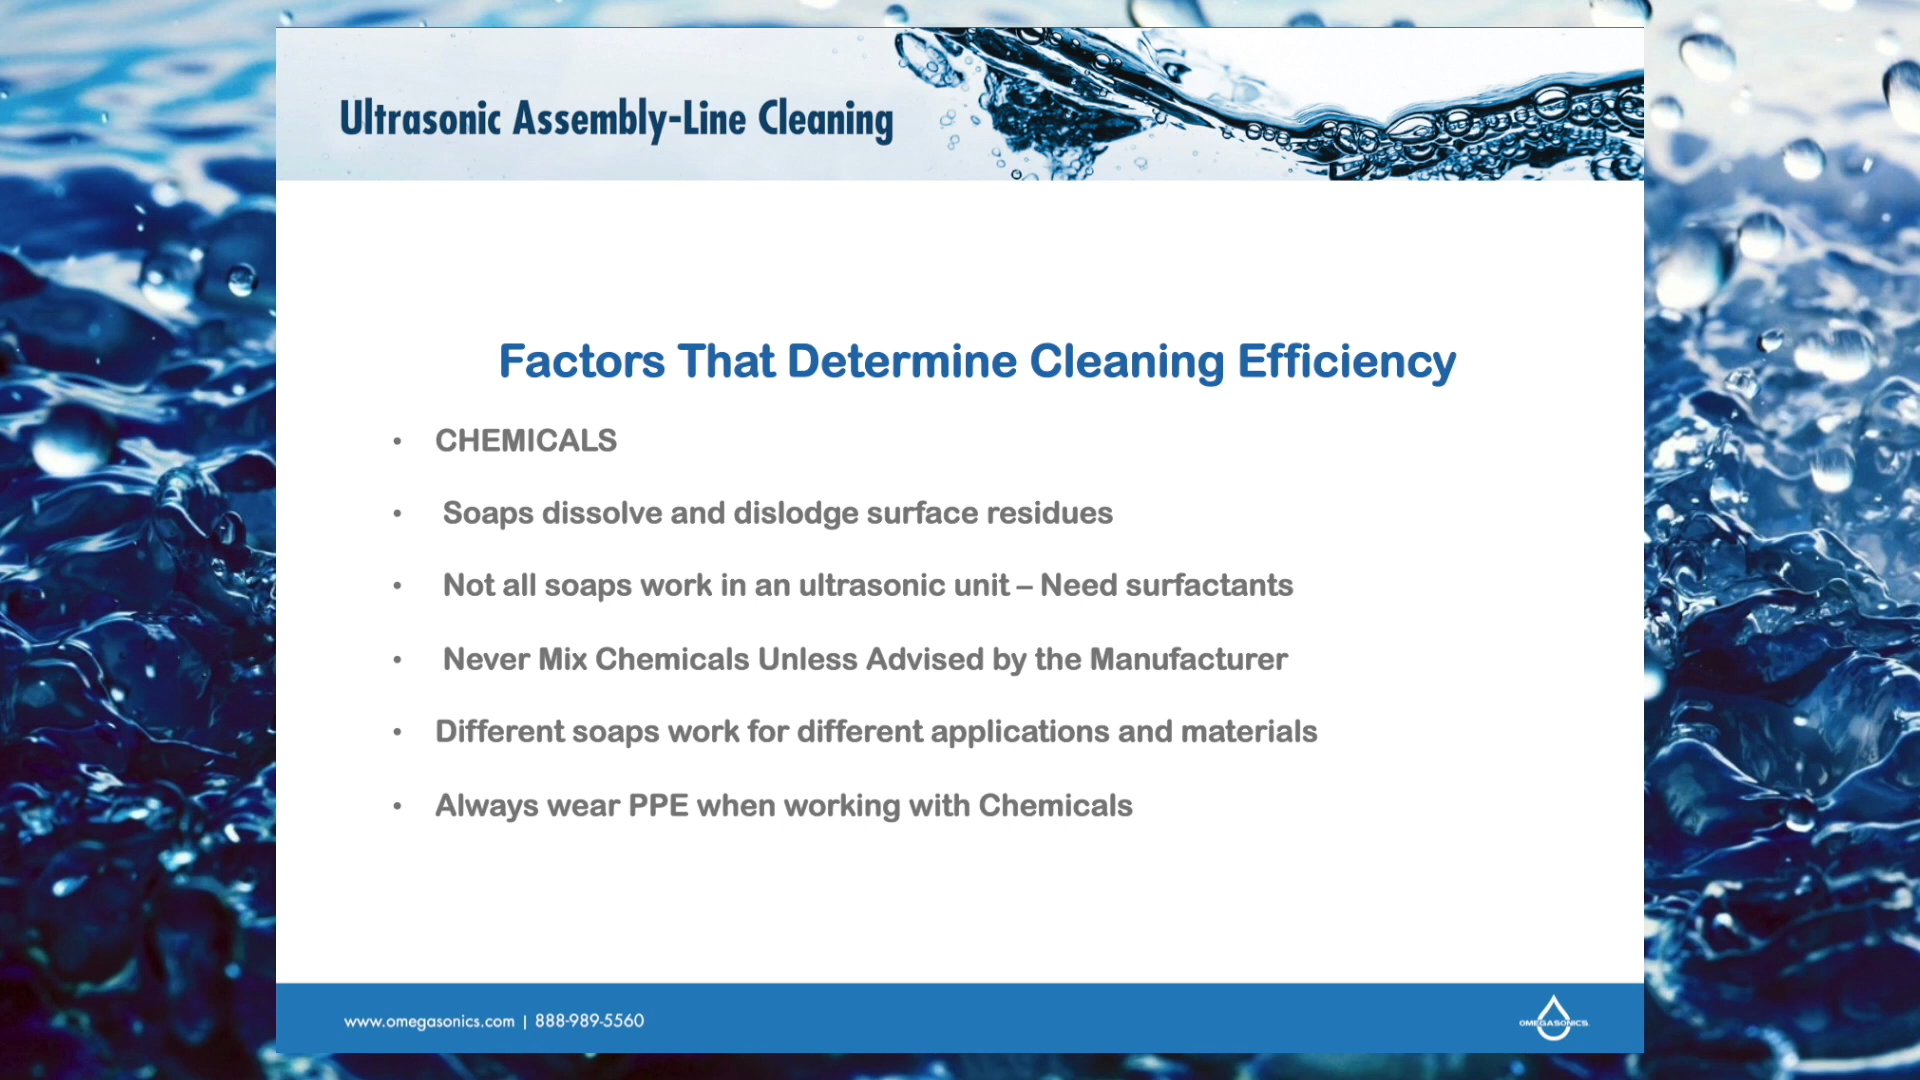 Ultrasonic Assembly-Line Cleaning
Factors That Determine Cleaning Efficiency
• CHEMICALS
• Soaps dissolve and dislodge surface residues
• Not all soaps work in an ultrasonic unit – Need surfactants
• Never Mix Chemicals Unless Advised by the Manufacturer
• Different soaps work for different applications and materials
• Always wear PPE when working with Chemicals
www.omegasonics.com | 888-989-5560
OMEGASONICS